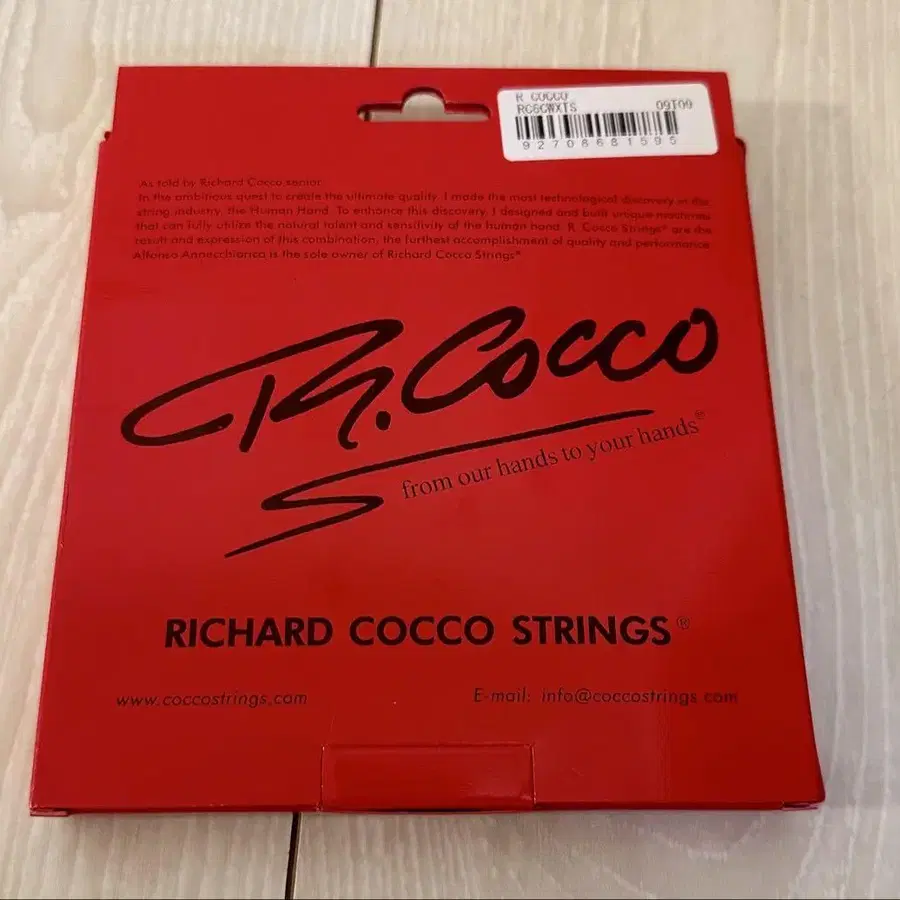 R COCCO
RC6CWXTS 09T09
927086681595
As told by Richard Cocco senior.
In the ambitious quest to create the ultimate quality, I made the most technological discovery in the
string industry, the Human Hand. To enhance this discovery, I designed and built unique machines
that can fully utilize the natural talent and sensitivity of the human hand. R. Cocco Strings® are the
result and expression of this combination, the furthest accomplishment of quality and performance.
Alfonso Annecchiarico is the sole owner of Richard Cocco Strings®
R. Cocco
from our hands to your hands®
RICHARD COCCO STRINGS®
www.coccostrings.com E-mail: info@coccostrings.com